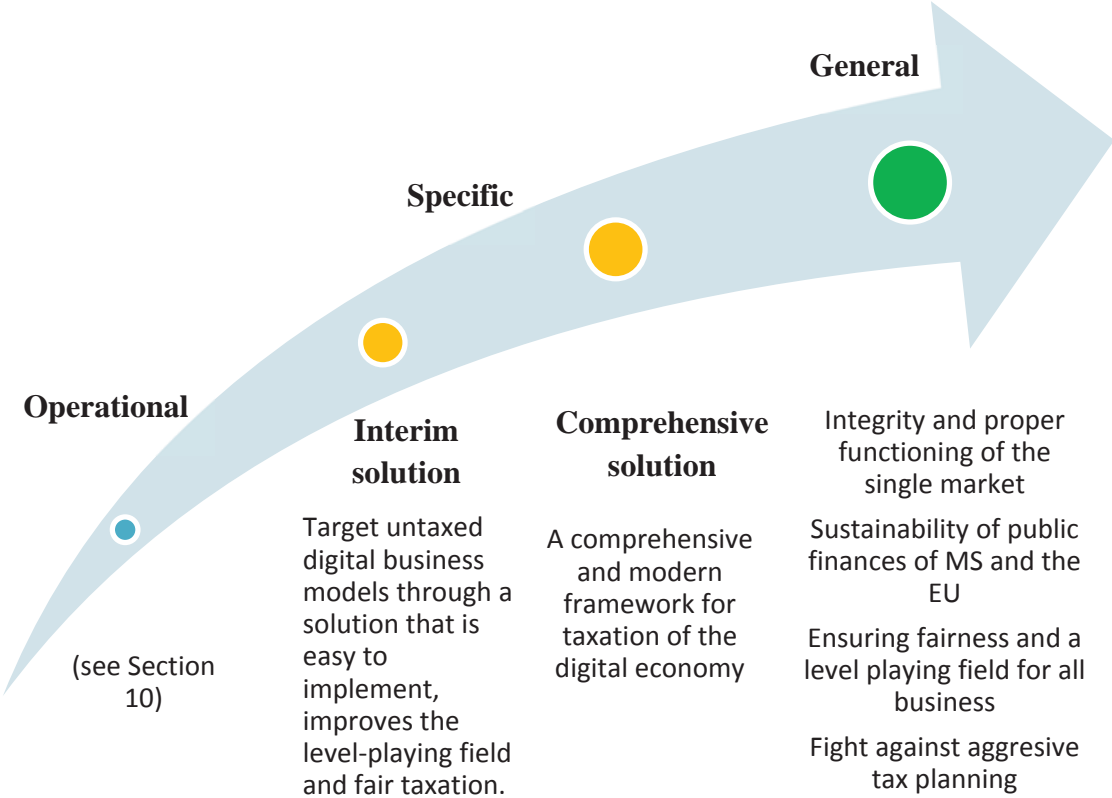 General
Specific
Operational
Interim
solution
Target untaxed
digital business
models through a
solution that is
easy to
implement,
improves the
level-playing field
and fair taxation.
Comprehensive
solution
A comprehensive
and modern
framework for
taxation of the
digital economy
Integrity and proper
functioning of the
single market
Sustainability of public
finances of MS and the
EU
Ensuring fairness and a
level playing field for all
business
Fight against aggresive
tax planning
(see Section
10)